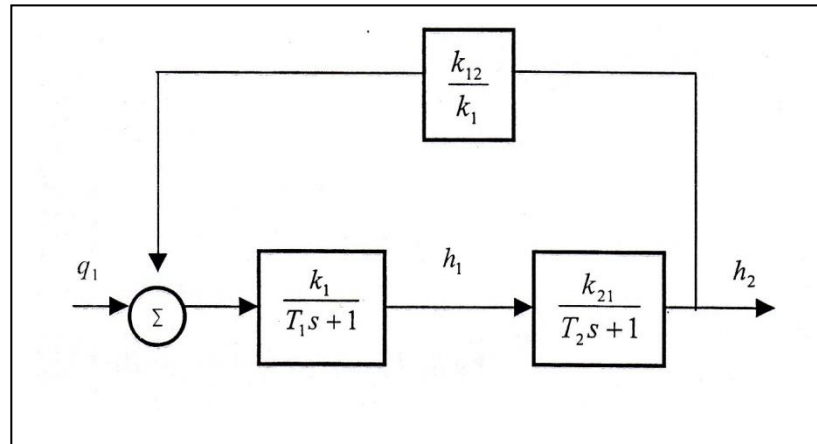 k₁₂
k₁
q₁
Σ
k₁
T₁s + 1
h₁
k₂₁
T₂s + 1
h₂